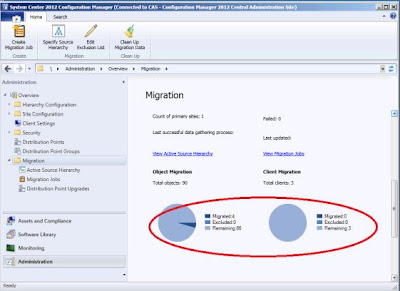 System Center 2012 Configuration Manager (Connected to CAS - Configuration Manager 2012 Central Administration Site)
Home
Search
Create Migration Job
Specify Source Hierarchy
Edit Exclusion List
Clean Up Migration Data
Create
Migration
Clean Up
\ Administration Overview Migration
Administration
Overview
Hierarchy Configuration
Site Configuration
Client Settings
Security
Distribution Points
Distribution Point Groups
Migration
Active Source Hierarchy
Migration Jobs
Distribution Point Upgrades
Assets and Compliance
Software Library
Monitoring
Administration
Migration
Count of primary sites: 1
Failed: 0
Last successful data gathering process:
Last updated:
View Active Source Hierarchy
View Migration Jobs
Object Migration
Client Migration
Total objects: 90
Total clients: 3
Migrated 4
Excluded 0
Remaining 86
Migrated 0
Excluded 0
Remaining 3